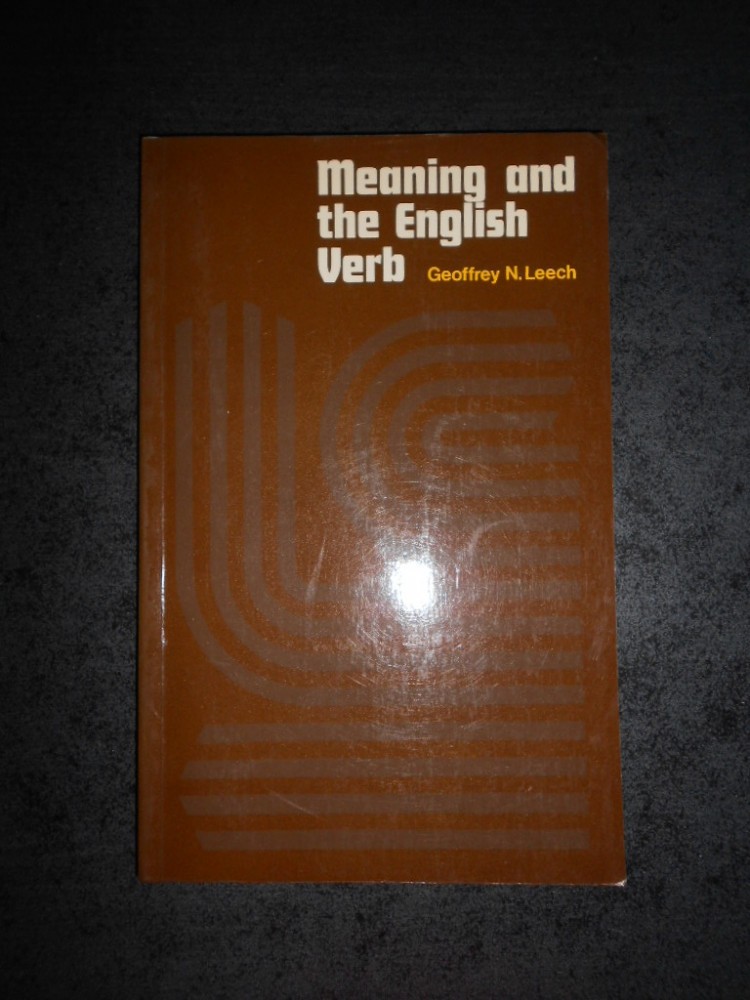 Meaning and
the English
Verb Geoffrey N. Leech